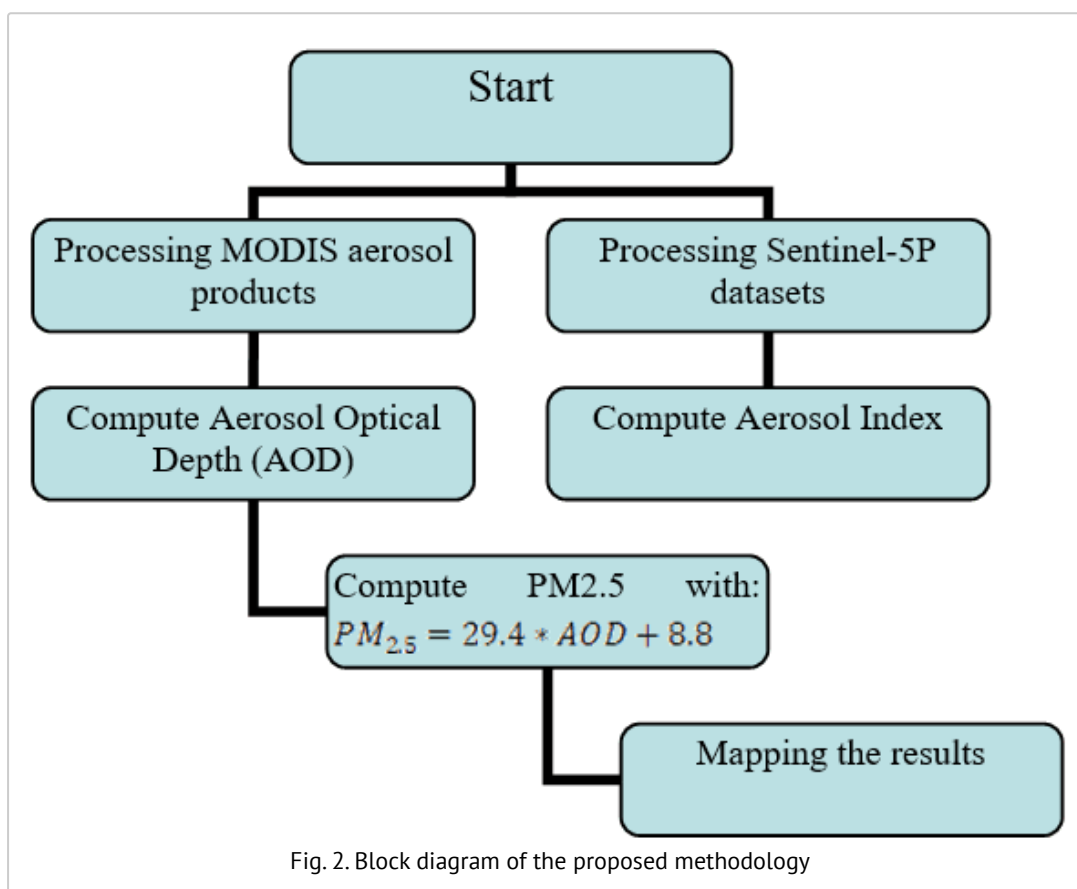 Start
Processing MODIS aerosol
products
Processing Sentinel-5P
datasets
Compute Aerosol Optical
Depth (AOD)
Compute Aerosol Index
Compute PM2.5 with:
PM₂.₅ = 29.4 * AOD + 8.8
Mapping the results
Fig. 2. Block diagram of the proposed methodology